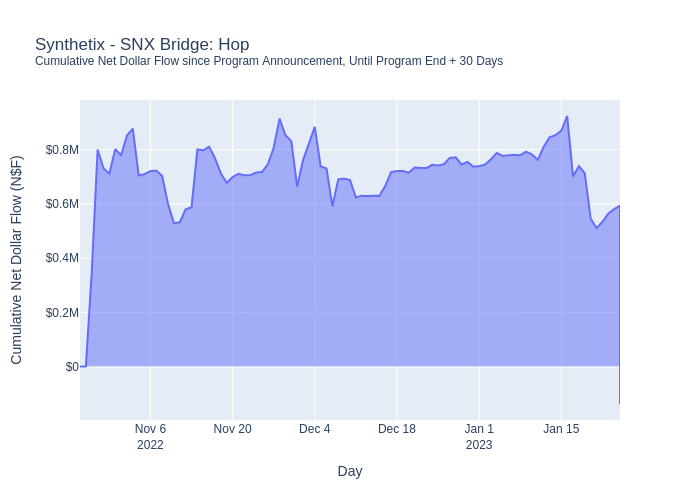 Synthetix - SNX Bridge: Hop
Cumulative Net Dollar Flow since Program Announcement, Until Program End + 30 Days
Cumulative Net Dollar Flow (N$F)
$0.8M
$0.6M
$0.4M
$0.2M
$0
Nov 6
2022
Nov 20
Dec 4
Dec 18
Jan 1
2023
Jan 15
Day